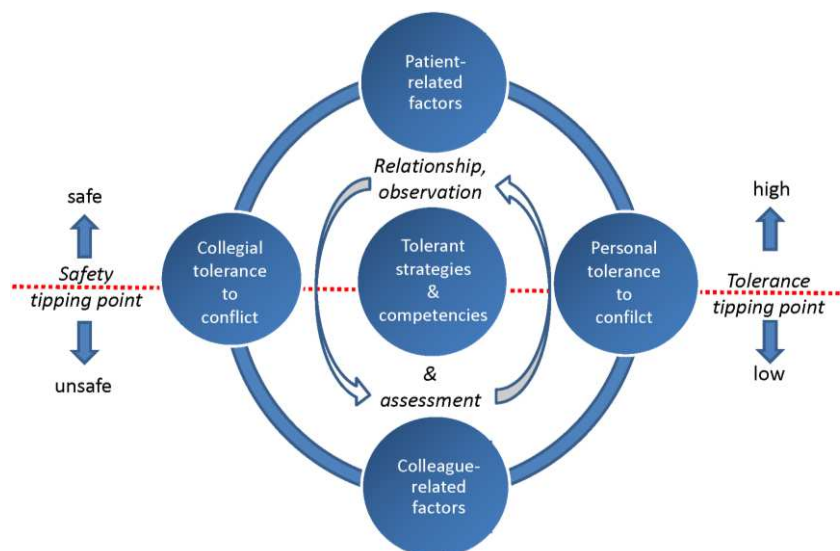 Patient-
related
factors
Relationship,
observation
safe
high
Collegial
tolerance
to
conflict
Tolerant
strategies
&
competencies
Personal
tolerance
to
confilct
Safety
tipping point
Tolerance
tipping point
unsafe
low
&
assessment
Colleague-
related
factors